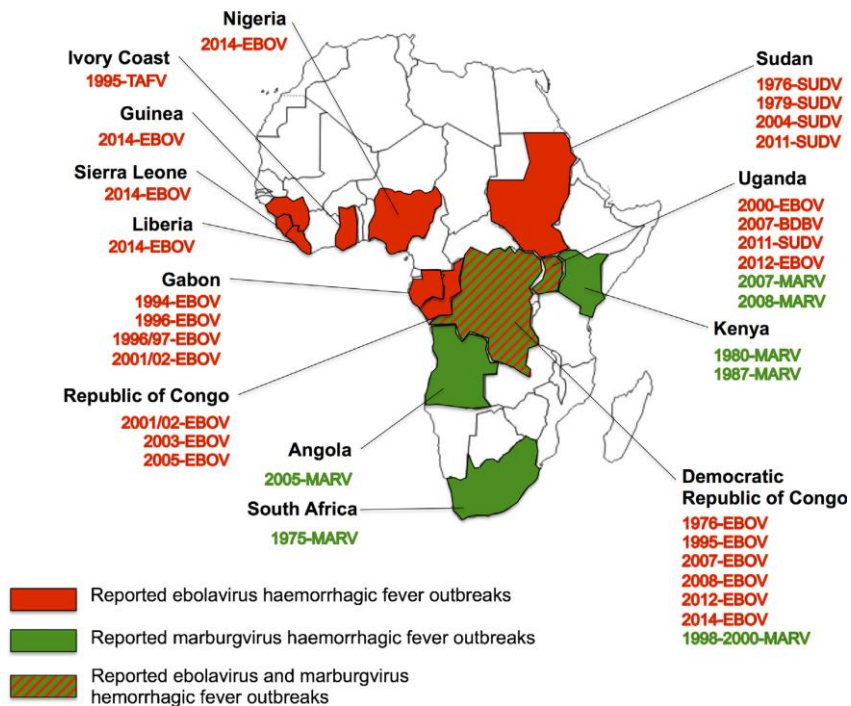 Nigeria
2014-EBOV
Ivory Coast
1995-TAFV
Guinea
2014-EBOV
Sierra Leone
2014-EBOV
Liberia
2014-EBOV
Gabon
1994-EBOV
1996-EBOV
1996/97-EBOV
2001/02-EBOV
Republic of Congo
2001/02-EBOV
2003-EBOV
2005-EBOV
Angola
2005-MARV
South Africa
1975-MARV
Sudan
1976-SUDV
1979-SUDV
2004-SUDV
2011-SUDV
Uganda
2000-EBOV
2007-BDBV
2011-SUDV
2012-EBOV
2007-MARV
2008-MARV
Kenya
1980-MARV
1987-MARV
Democratic
Republic of Congo
1976-EBOV
1995-EBOV
2007-EBOV
2008-EBOV
2012-EBOV
2014-EBOV
1998-2000-MARV
Reported ebolavirus haemorrhagic fever outbreaks
Reported marburgvirus haemorrhagic fever outbreaks
Reported ebolavirus and marburgvirus
hemorrhagic fever outbreaks